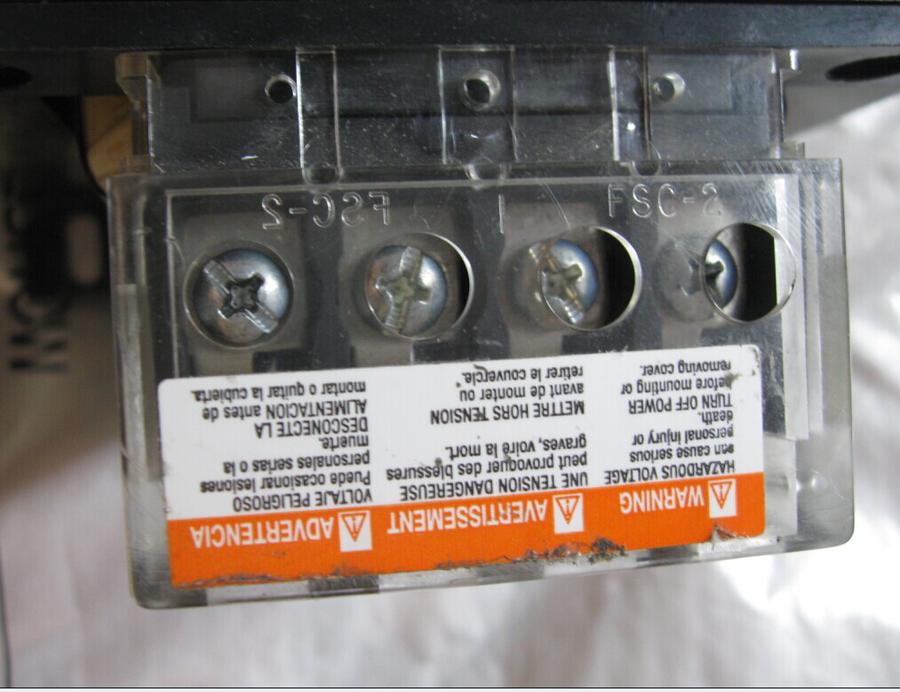 FSC-2
FSC-2
WARNING
HAZARDOUS VOLTAGE
can cause serious
personal injury or
death.
TURN OFF POWER
before mounting or
removing cover.
AVERTISSEMENT
UNE TENSION DANGEREUSE
peut provoquer des blessures
graves, voire la mort.
METTRE HORS TENSION
avant de monter ou
retirer le couvercle.
ADVERTENCIA
VOLTAJE PELIGROSO
Puede ocasionar lesiones
personales serias o la
muerte.
DESCONECTE LA
ALIMENTACION antes de
montar o quitar la cubierta.